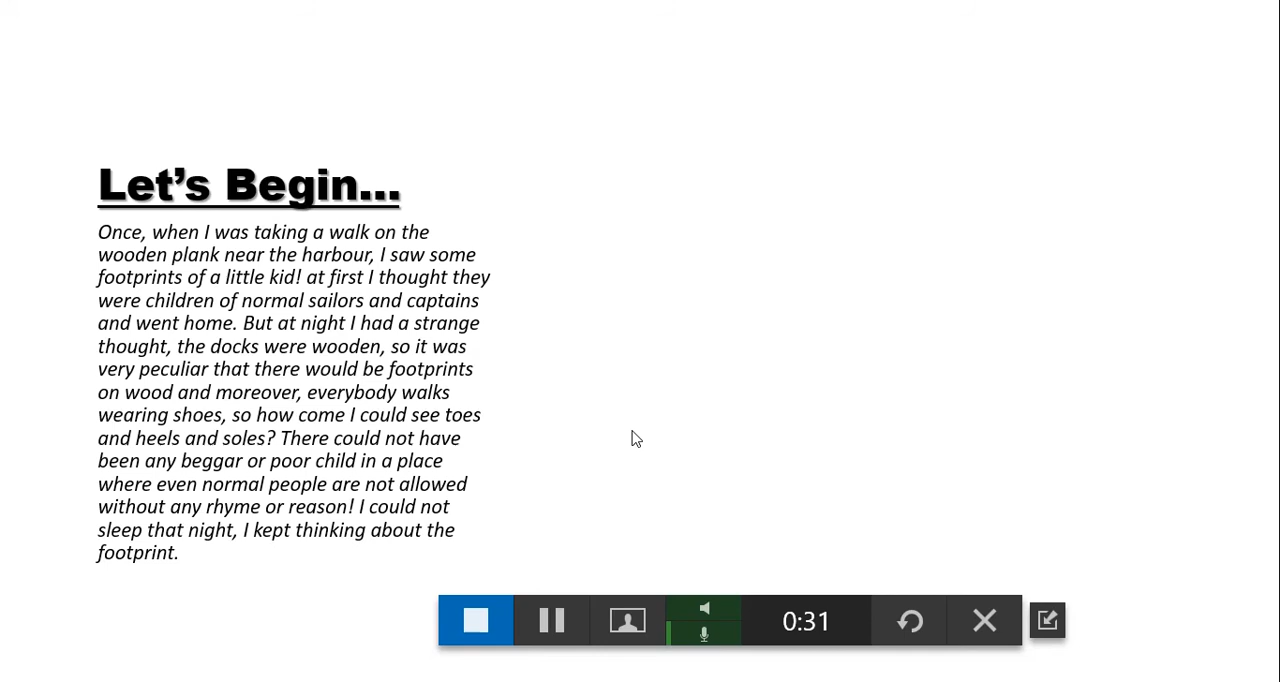 Let's Begin...
Once, when I was taking a walk on the
wooden plank near the harbour, I saw some
footprints of a little kid! at first I thought they
were children of normal sailors and captains
and went home. But at night I had a strange
thought, the docks were wooden, so it was
very peculiar that there would be footprints
on wood and moreover, everybody walks
wearing shoes, so how come I could see toes
and heels and soles? There could not have
been any beggar or poor child in a place
where even normal people are not allowed
without any rhyme or reason! I could not
sleep that night, I kept thinking about the
footprint.
0:31